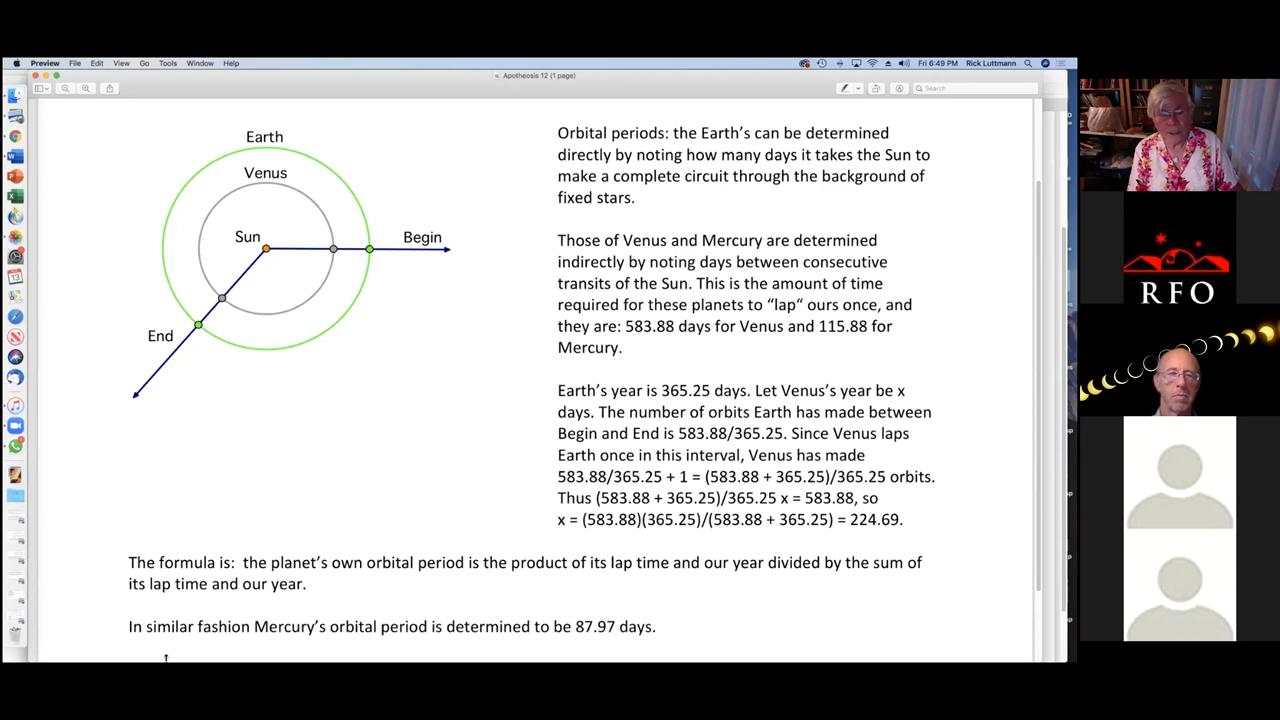 Preview File Edit View Go Tools Window Help Fri 6:49 PM Rick Luttmann
Apotheosis 12 (1 page)
Search
Earth
Venus
Sun
Begin
End
Orbital periods: the Earth's can be determined
directly by noting how many days it takes the Sun to
make a complete circuit through the background of
fixed stars.
Those of Venus and Mercury are determined
indirectly by noting days between consecutive
transits of the Sun. This is the amount of time
required for these planets to "lap" ours once, and
they are: 583.88 days for Venus and 115.88 for
Mercury.
Earth's year is 365.25 days. Let Venus's year be x
days. The number of orbits Earth has made between
Begin and End is 583.88/365.25. Since Venus laps
Earth once in this interval, Venus has made
583.88/365.25 + 1 = (583.88 + 365.25)/365.25 orbits.
Thus (583.88 + 365.25)/365.25 x = 583.88, so
x = (583.88)(365.25)/(583.88 + 365.25) = 224.69.
The formula is: the planet's own orbital period is the product of its lap time and our year divided by the sum of
its lap time and our year.
In similar fashion Mercury's orbital period is determined to be 87.97 days.
RFO